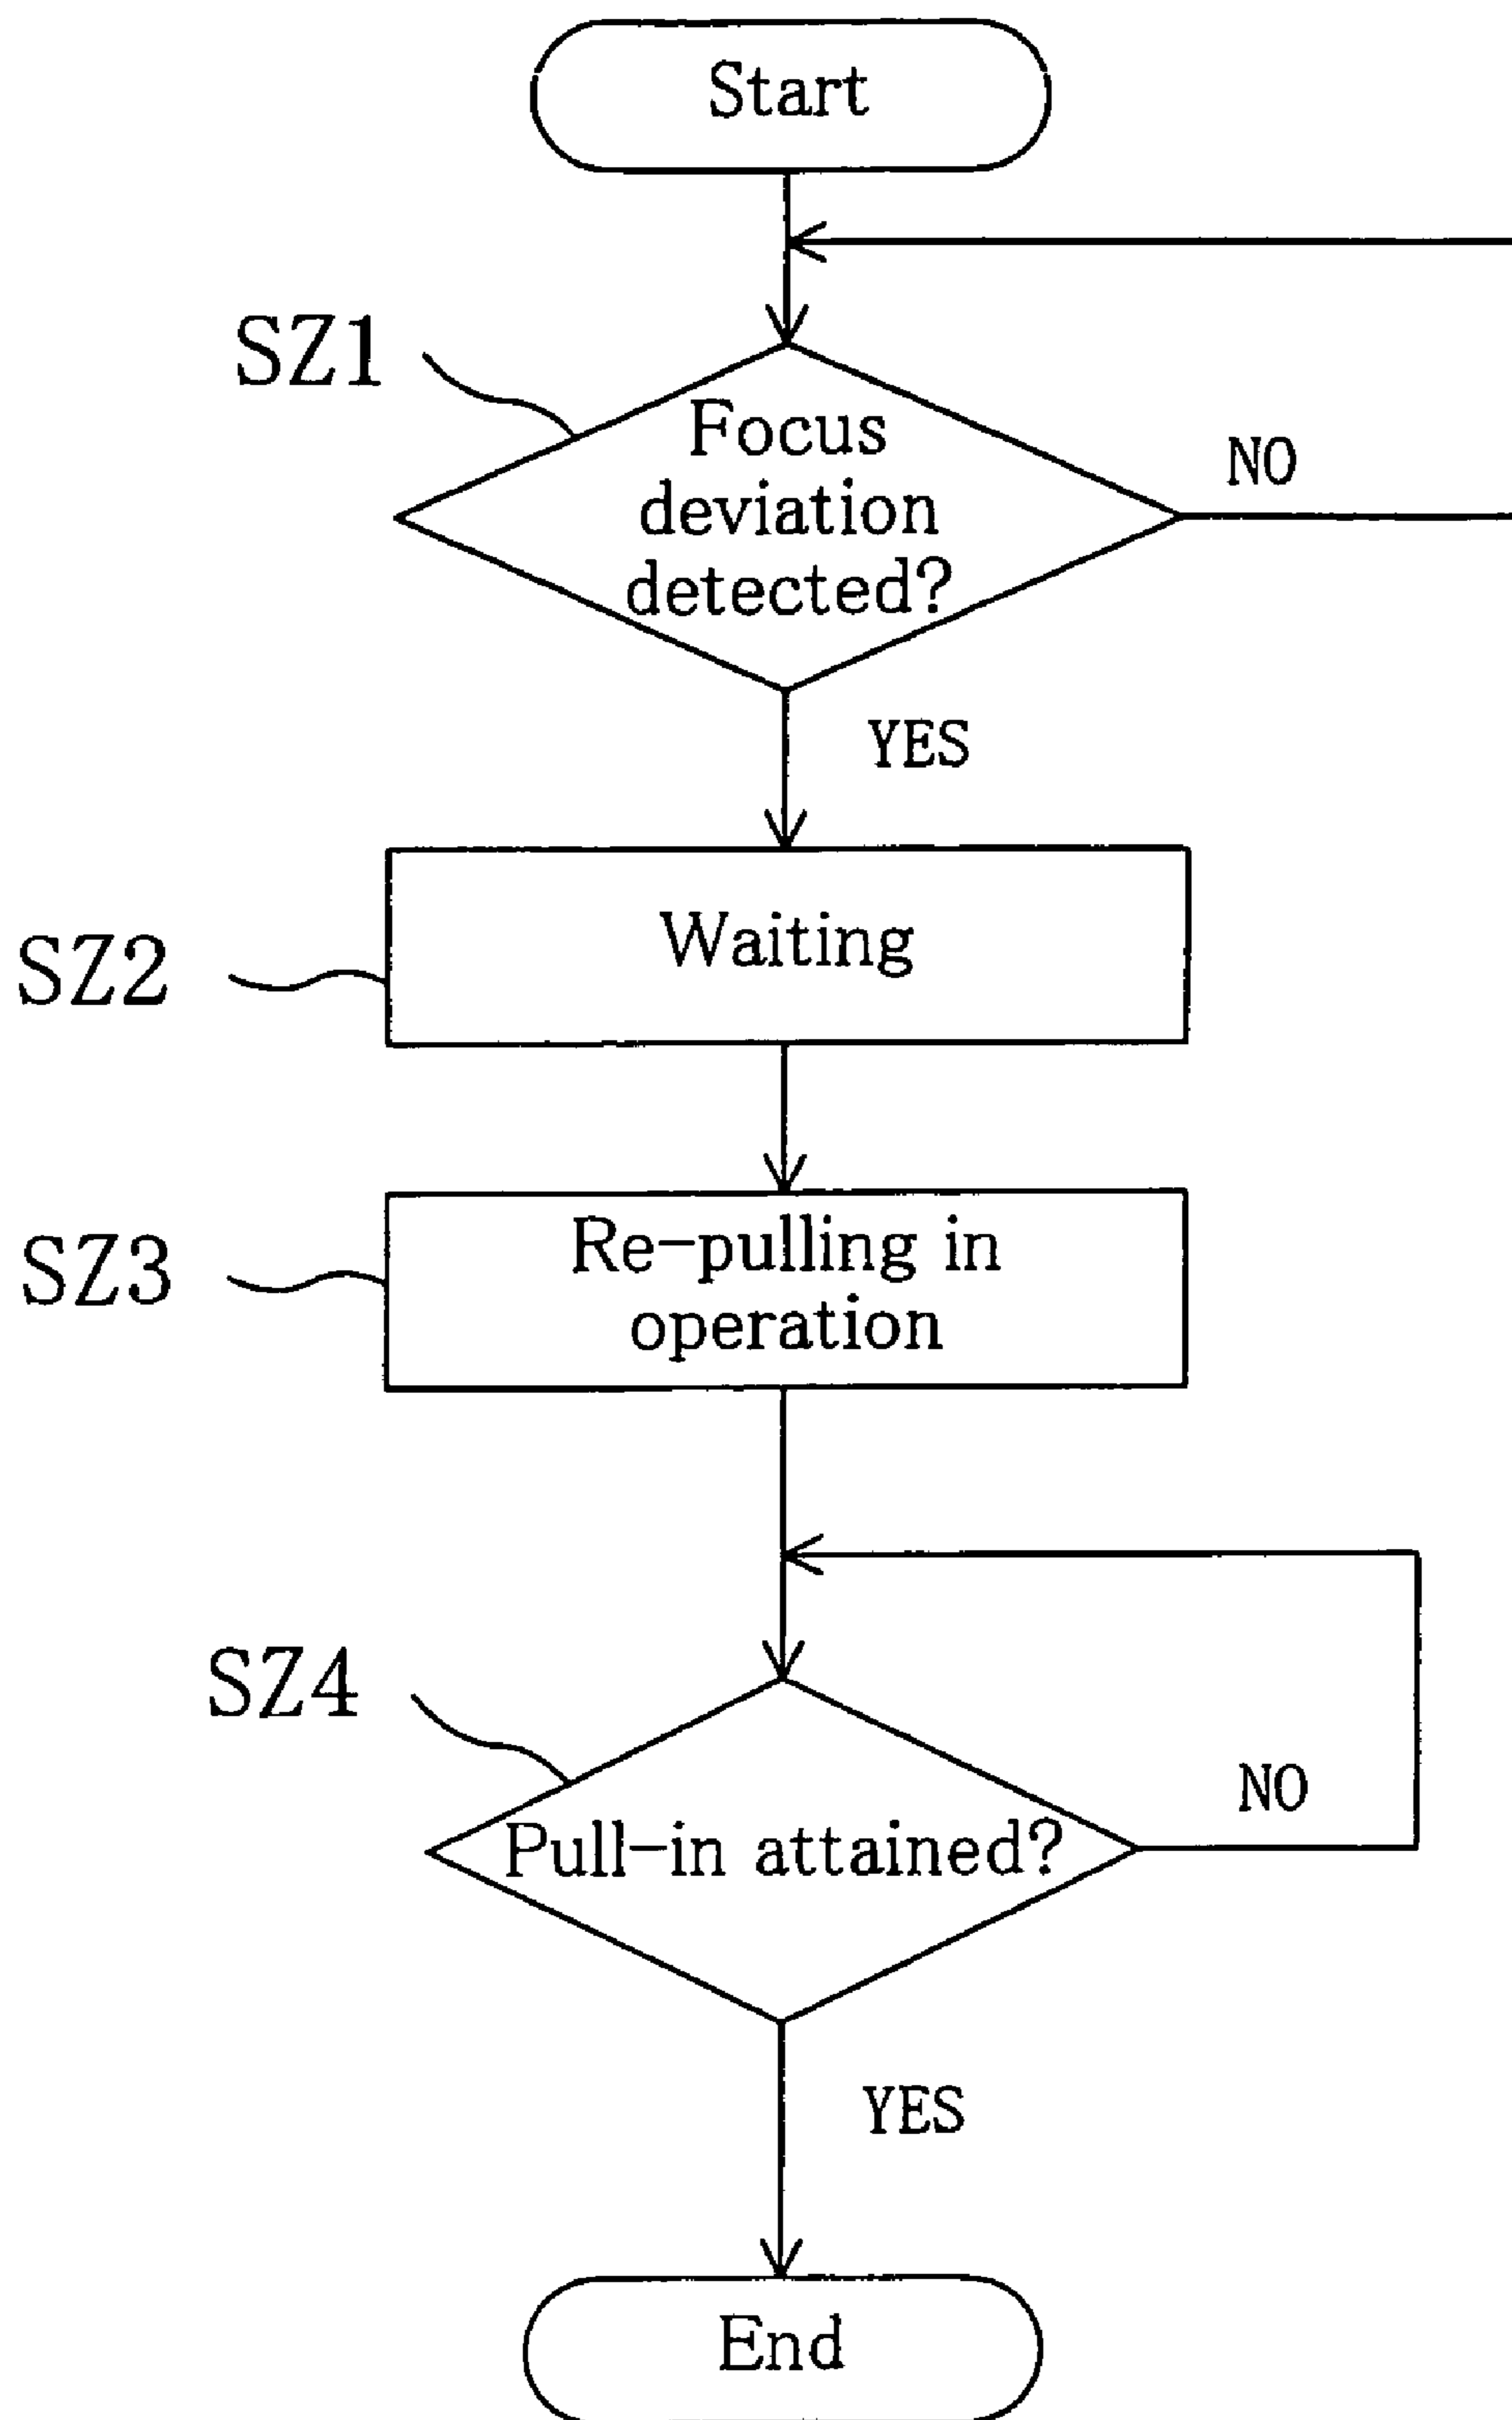 Start
SZ1
Focus
deviation
detected?
NO
YES
SZ2
Waiting
SZ3
Re-pulling in
operation
SZ4
Pull-in attained?
NO
YES
End